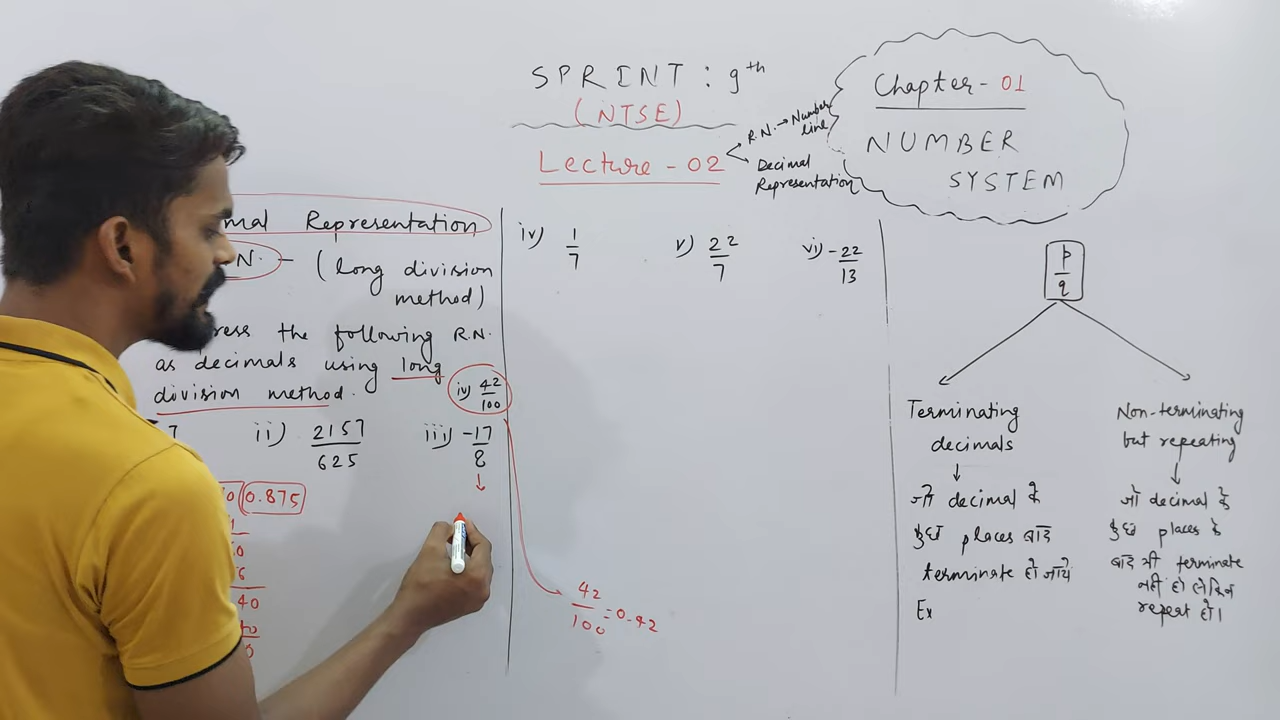 SPRINT : 9th
(NTSE)
Lecture - 02
R.N. → Number line
Decimal
Representation
Chapter - 01
NUMBER
SYSTEM
mal Representation
N. - (long division
method)
ress the following R.N.
as decimals using long
division method.
iv) 42/100
7
ii) 2157/625
iii) -17/8
0.875
40
42/100 = 0.42
iv) 1/7
v) 22/7
vi) -22/13
p/q
Terminating
decimals
जो decimal के
कुछ places बाद
terminate हो जाये
Ex
Non-terminating
but repeating
जो decimal के
कुछ places के
बाद भी terminate
नहीं हो लेकिन
repeat हो।